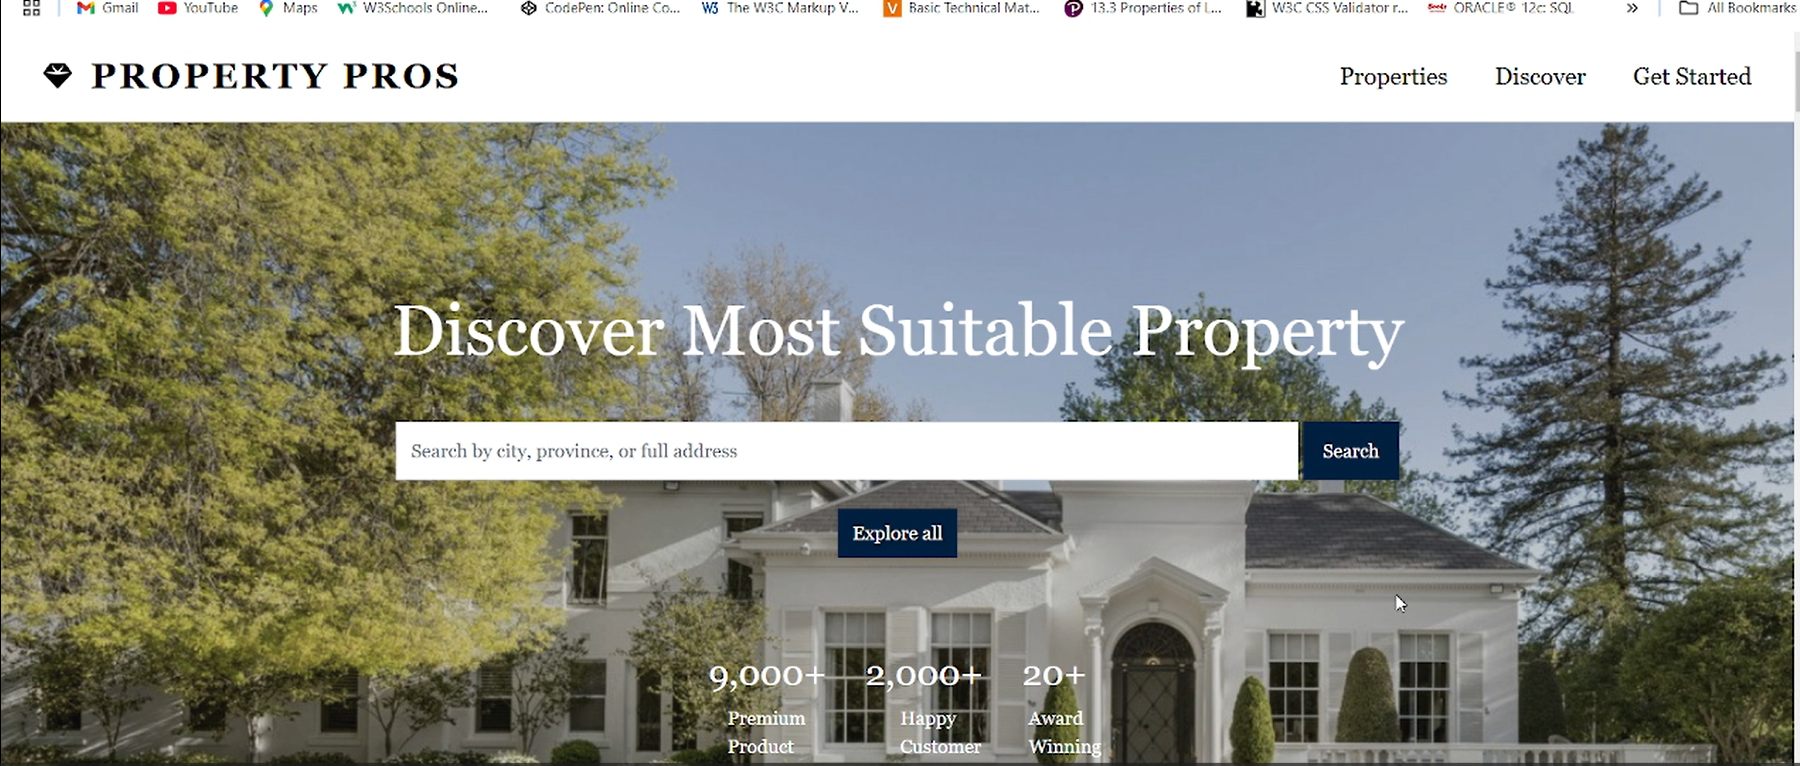 Gmail YouTube Maps W3Schools Online... CodePen: Online Co... The W3C Markup V... Basic Technical Mat... 13.3 Properties of L... W3C CSS Validator r... ORACLE® 12c: SQL » All Bookmarks
PROPERTY PROS Properties Discover Get Started
Discover Most Suitable Property
Search by city, province, or full address Search
Explore all
9,000+ 2,000+ 20+
Premium Happy Award
Product Customer Winning